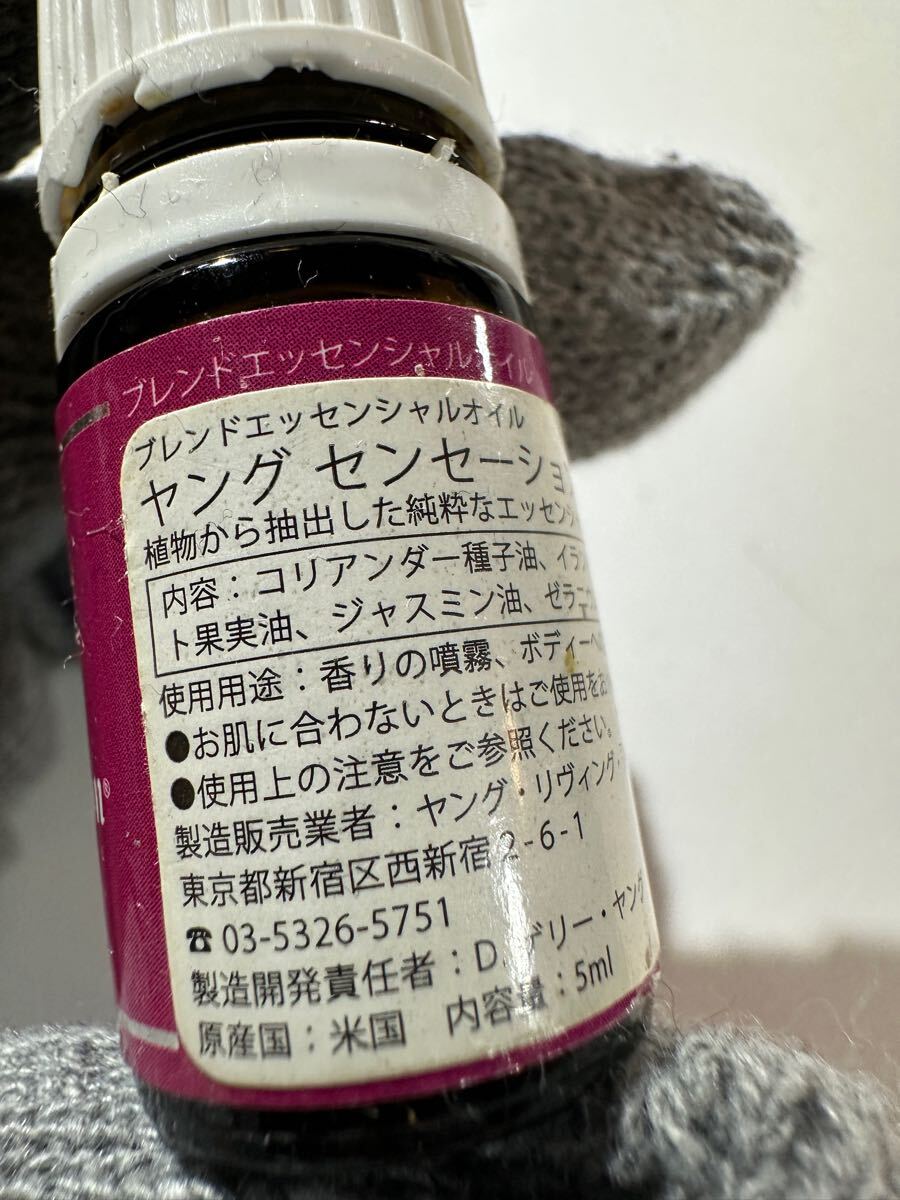 ブレンドエッセンシャルオイル
ブレンドエッセンシャルオイル
ヤング センセーション
植物から抽出した純粋なエッセンシ
内容：コリアンダー種子油、イラン
ト果実油、ジャスミン油、ゼラニ
使用用途：香りの噴霧、ボディー
●お肌に合わないときはご使用をお
●使用上の注意をご参照ください。
製造販売業者：ヤング・リヴィング・
東京都新宿区西新宿2-6-1
☎ 03-5326-5751
製造開発責任者：D. ゲリー・ヤング
原産国：米国 内容量：5ml